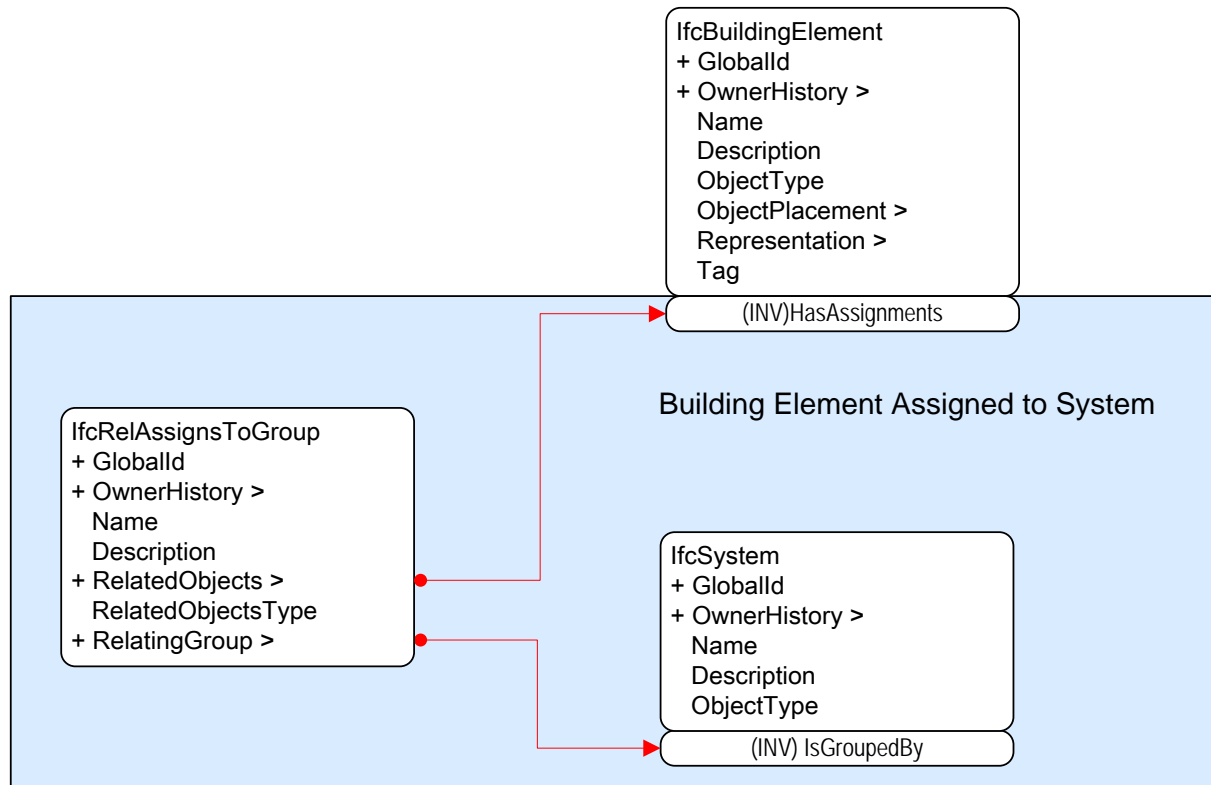 IfcBuildingElement
+ GlobalId
+ OwnerHistory >
Name
Description
ObjectType
ObjectPlacement >
Representation >
Tag
(INV)HasAssignments
Building Element Assigned to System
IfcRelAssignsToGroup
+ GlobalId
+ OwnerHistory >
Name
Description
+ RelatedObjects >
RelatedObjectsType
+ RelatingGroup >
IfcSystem
+ GlobalId
+ OwnerHistory >
Name
Description
ObjectType
(INV) IsGroupedBy